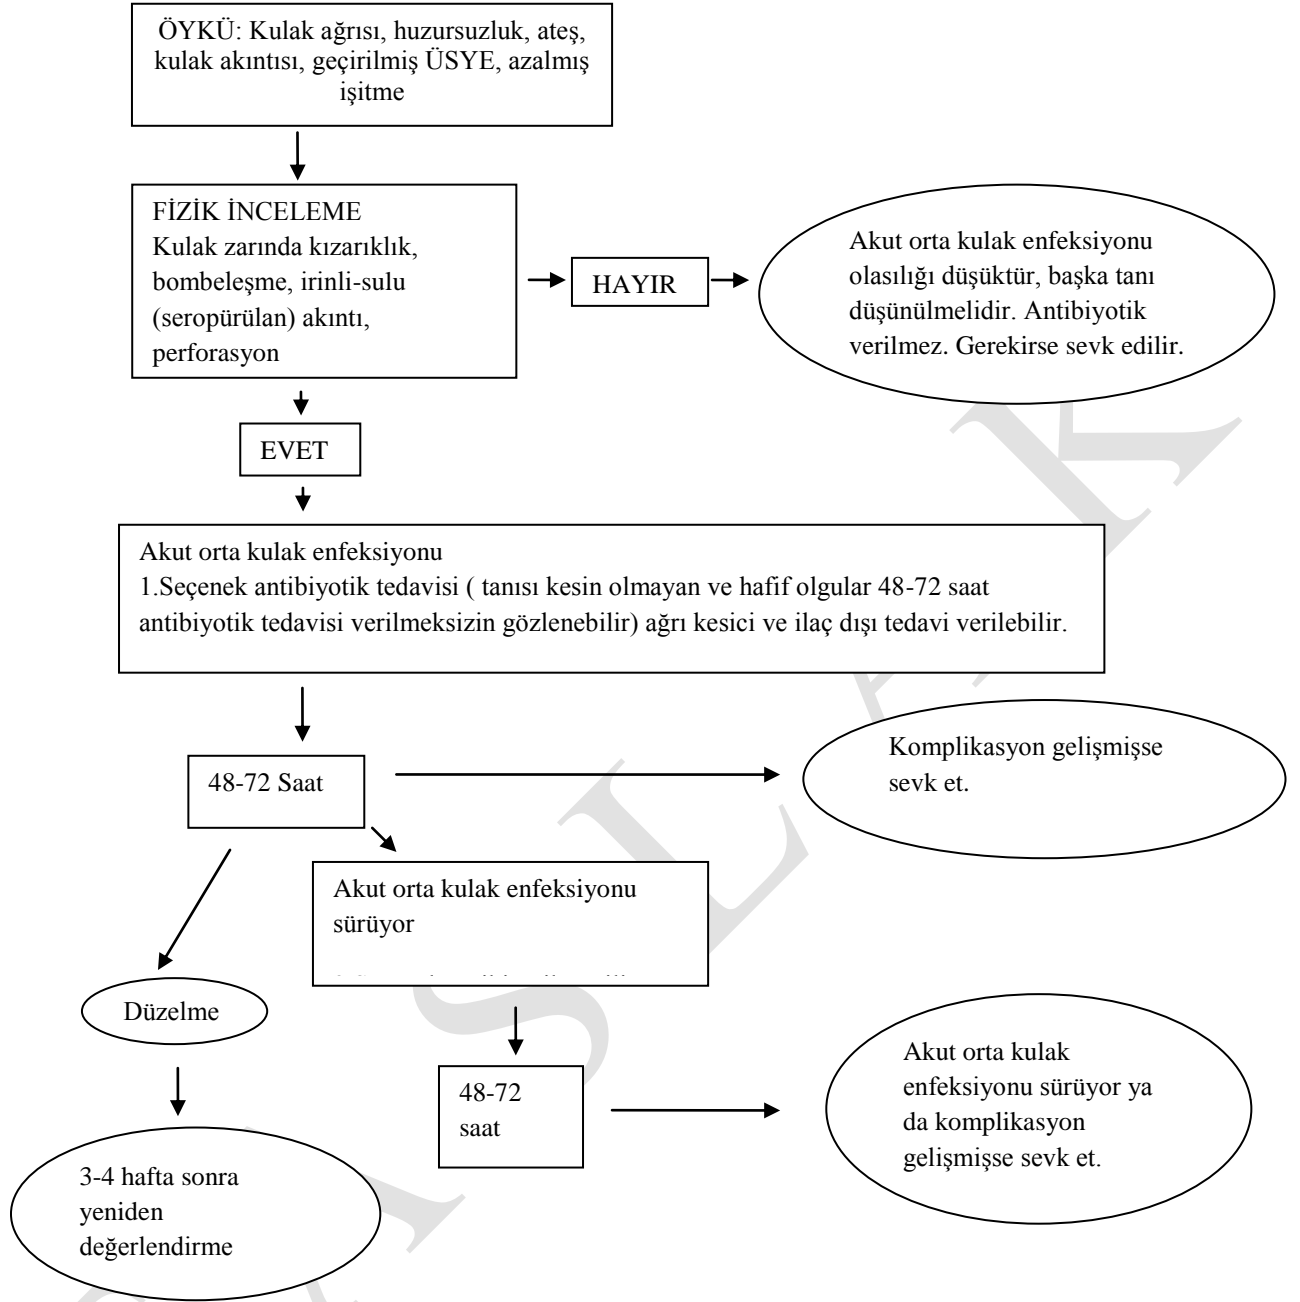 ÖYKÜ: Kulak ağrısı, huzursuzluk, ateş,
kulak akıntısı, geçirilmiş ÜSYE, azalmış
işitme
FİZİK İNCELEME
Kulak zarında kızarıklık,
bombeleşme, irinli-sulu
(seropürülan) akıntı,
perforasyon
HAYIR
Akut orta kulak enfeksiyonu
olasılığı düşüktür, başka tanı
düşünülmelidir. Antibiyotik
verilmez. Gerekirse sevk edilir.
EVET
Akut orta kulak enfeksiyonu
1.Seçenek antibiyotik tedavisi ( tanısı kesin olmayan ve hafif olgular 48-72 saat
antibiyotik tedavisi verilmeksizin gözlenebilir) ağrı kesici ve ilaç dışı tedavi verilebilir.
48-72 Saat
Komplikasyon gelişmişse
sevk et.
Akut orta kulak enfeksiyonu
sürüyor
Düzelme
48-72
saat
Akut orta kulak
enfeksiyonu sürüyor ya
da komplikasyon
gelişmişse sevk et.
3-4 hafta sonra
yeniden
değerlendirme